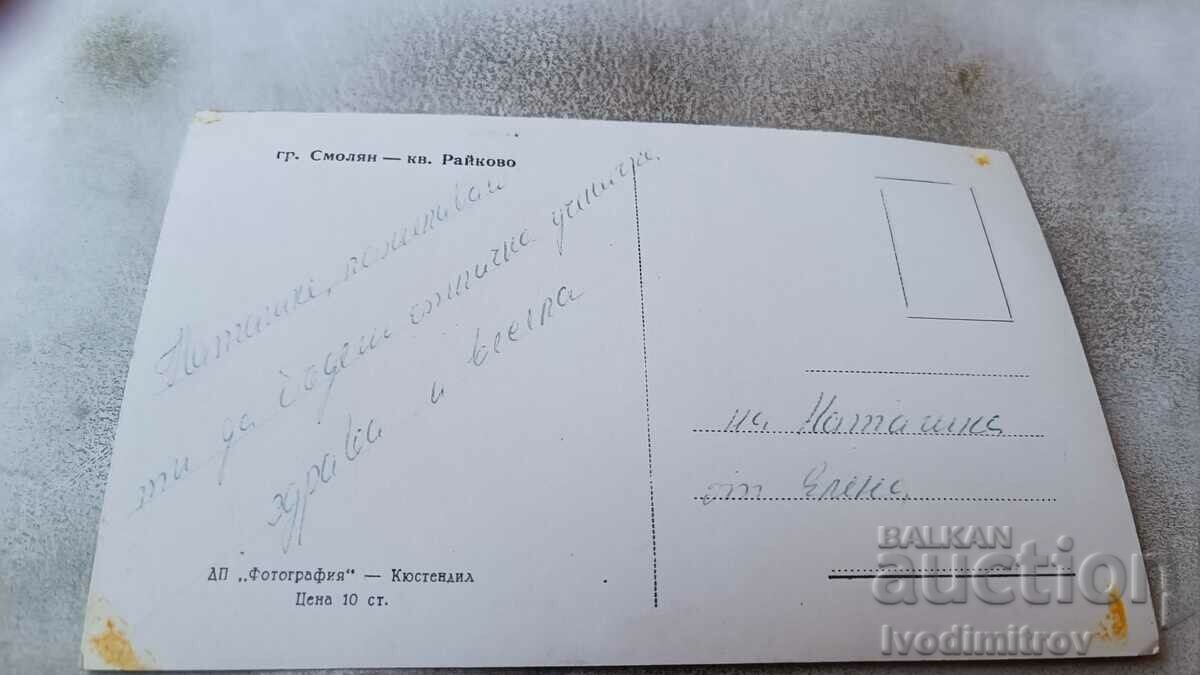 гр. Смолян — кв. Райково
Наташке, пожелавам
ти да бъдеш отлична ученичка
здрава и весела
ДП „Фотография“ — Кюстендил
Цена 10 ст.
на Наташка
от Елена
BALKAN
auction
Ivodimitrov